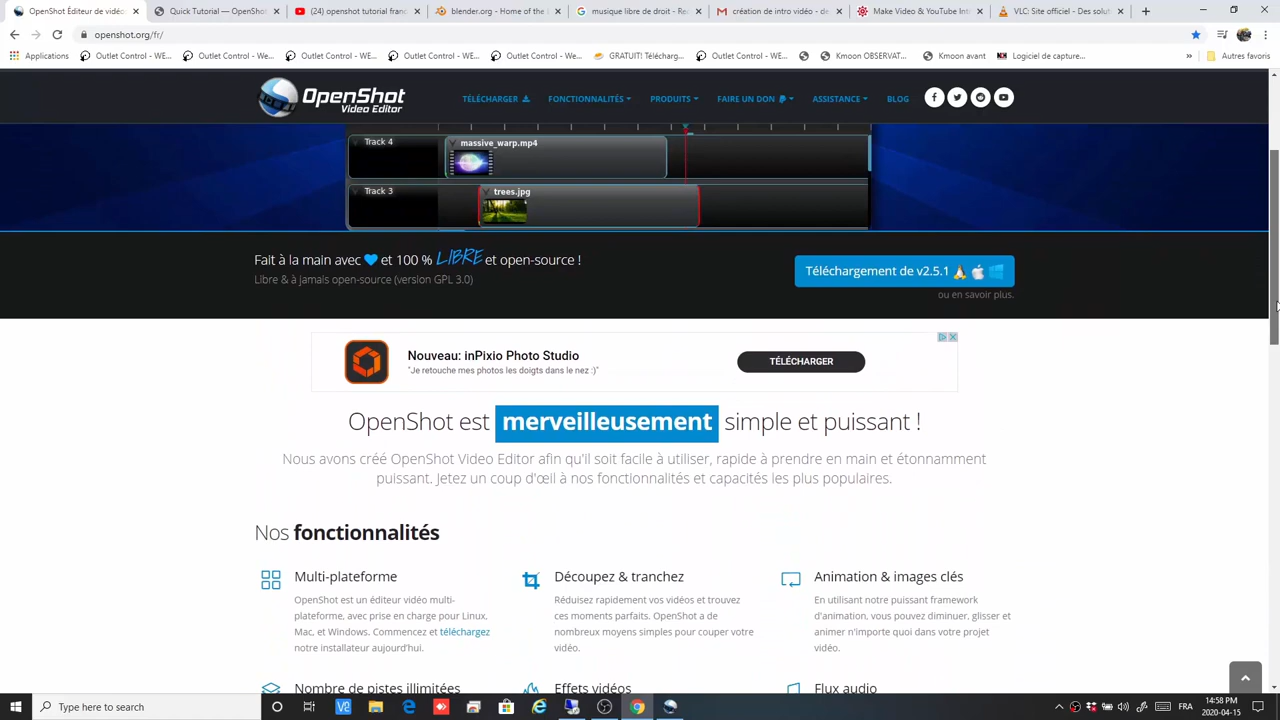 OpenShot Éditeur de vidéo
Quick Tutorial — OpenShot
(24) openshot tutorial franc
blender.org - Home of the
musique libre de droit - Re
création de intro vidéo - de
Make Video & YouTube Int
VLC: Site officiel - Des solut
openshot.org/fr/
Applications
Outlet Control - WE...
Outlet Control - We...
Outlet Control - WE...
Outlet Control - WE...
Outlet Control - WE...
GRATUIT! Télécharg...
Outlet Control - We...
Kmoon OBSERVAT...
Kmoon avant
Logiciel de capture...
»
Autres favoris
OpenShot
Video Editor
TÉLÉCHARGER
FONCTIONNALITÉS
PRODUITS
FAIRE UN DON
ASSISTANCE
BLOG
Track 4
massive_warp.mp4
Track 3
trees.jpg
Fait à la main avec et 100 % LIBRE et open-source !
Libre & à jamais open-source (version GPL 3.0)
Téléchargement de v2.5.1
ou en savoir plus.
Nouveau: inPixio Photo Studio
"Je retouche mes photos les doigts dans le nez :)"
TÉLÉCHARGER
OpenShot est merveilleusement simple et puissant !
Nous avons créé OpenShot Video Editor afin qu'il soit facile à utiliser, rapide à prendre en main et étonnamment
puissant. Jetez un coup d'œil à nos fonctionnalités et capacités les plus populaires.
Nos fonctionnalités
Multi-plateforme
OpenShot est un éditeur vidéo multi-
plateforme, avec prise en charge pour Linux,
Mac, et Windows. Commencez et téléchargez
notre installateur aujourd'hui.
Découpez & tranchez
Réduisez rapidement vos vidéos et trouvez
ces moments parfaits. OpenShot a de
nombreux moyens simples pour couper votre
vidéo.
Animation & images clés
En utilisant notre puissant framework
d'animation, vous pouvez diminuer, glisser et
animer n'importe quoi dans votre projet
vidéo.
Nombre de pistes illimitées
Effets vidéos
Flux audio
Type here to search
FRA
14:58 PM
2020-04-15